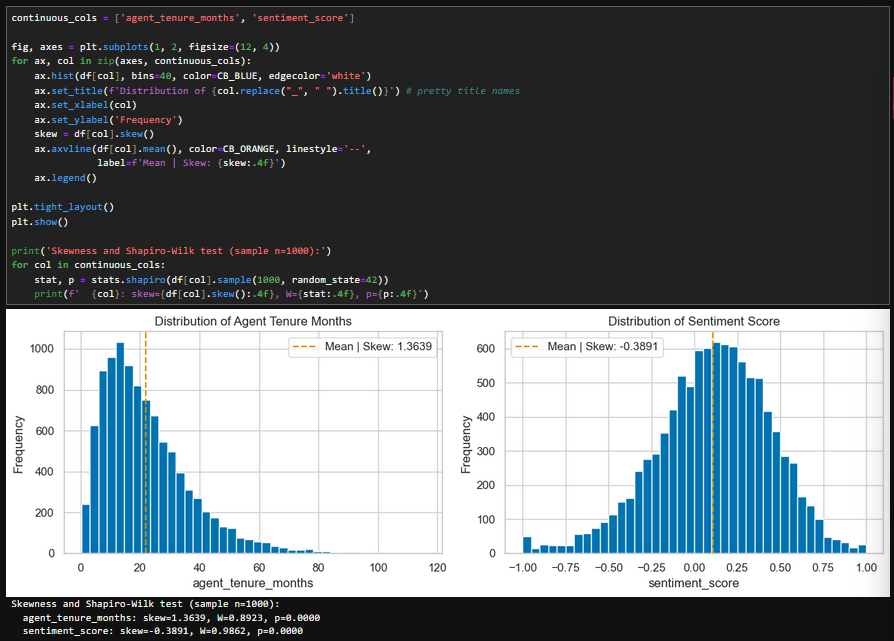 continuous_cols = ['agent_tenure_months', 'sentiment_score']
fig, axes = plt.subplots(1, 2, figsize=(12, 4))
for ax, col in zip(axes, continuous_cols):
    ax.hist(df[col], bins=40, color=CB_BLUE, edgecolor='white')
    ax.set_title(f'Distribution of {col.replace("_", " ").title()}') # pretty title names
    ax.set_xlabel(col)
    ax.set_ylabel('Frequency')
    skew = df[col].skew()
    ax.axvline(df[col].mean(), color=CB_ORANGE, linestyle='--',
               label=f'Mean | Skew: {skew:.4f}')
    ax.legend()
plt.tight_layout()
plt.show()
print('Skewness and Shapiro-Wilk test (sample n=1000):')
for col in continuous_cols:
    stat, p = stats.shapiro(df[col].sample(1000, random_state=42))
    print(f'  {col}: skew={df[col].skew():.4f}, W={stat:.4f}, p={p:.4f}')
Distribution of Agent Tenure Months
Mean | Skew: 1.3639
Frequency
1000
800
600
400
200
0
0 20 40 60 80 100 120
agent_tenure_months
Distribution of Sentiment Score
Mean | Skew: -0.3891
Frequency
600
500
400
300
200
100
0
−1.00 −0.75 −0.50 −0.25 0.00 0.25 0.50 0.75 1.00
sentiment_score
Skewness and Shapiro-Wilk test (sample n=1000):
  agent_tenure_months: skew=1.3639, W=0.8923, p=0.0000
  sentiment_score: skew=-0.3891, W=0.9862, p=0.0000